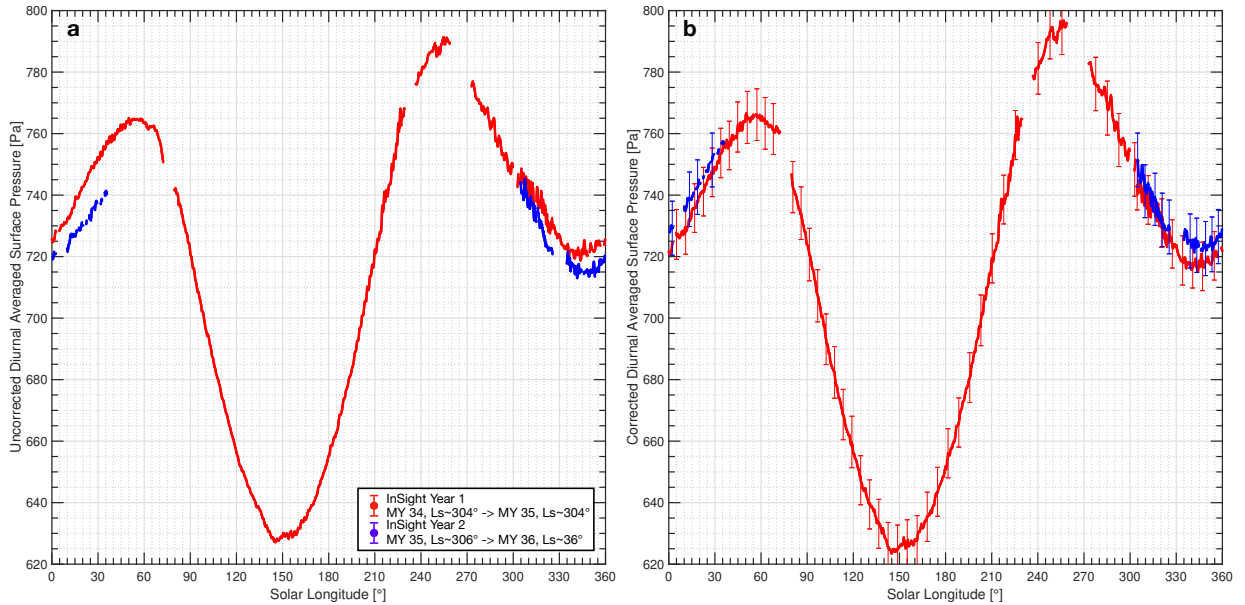 a
Uncorrected Diurnal Averaged Surface Pressure [Pa]
800
780
760
740
720
700
680
660
640
620
0 30 60 90 120 150 180 210 240 270 300 330 360
Solar Longitude [°]
InSight Year 1
MY 34, Ls~304° -> MY 35, Ls~304°
InSight Year 2
MY 35, Ls~306° -> MY 36, Ls~36°
b
Corrected Diurnal Averaged Surface Pressure [Pa]
800
780
760
740
720
700
680
660
640
620
0 30 60 90 120 150 180 210 240 270 300 330 360
Solar Longitude [°]